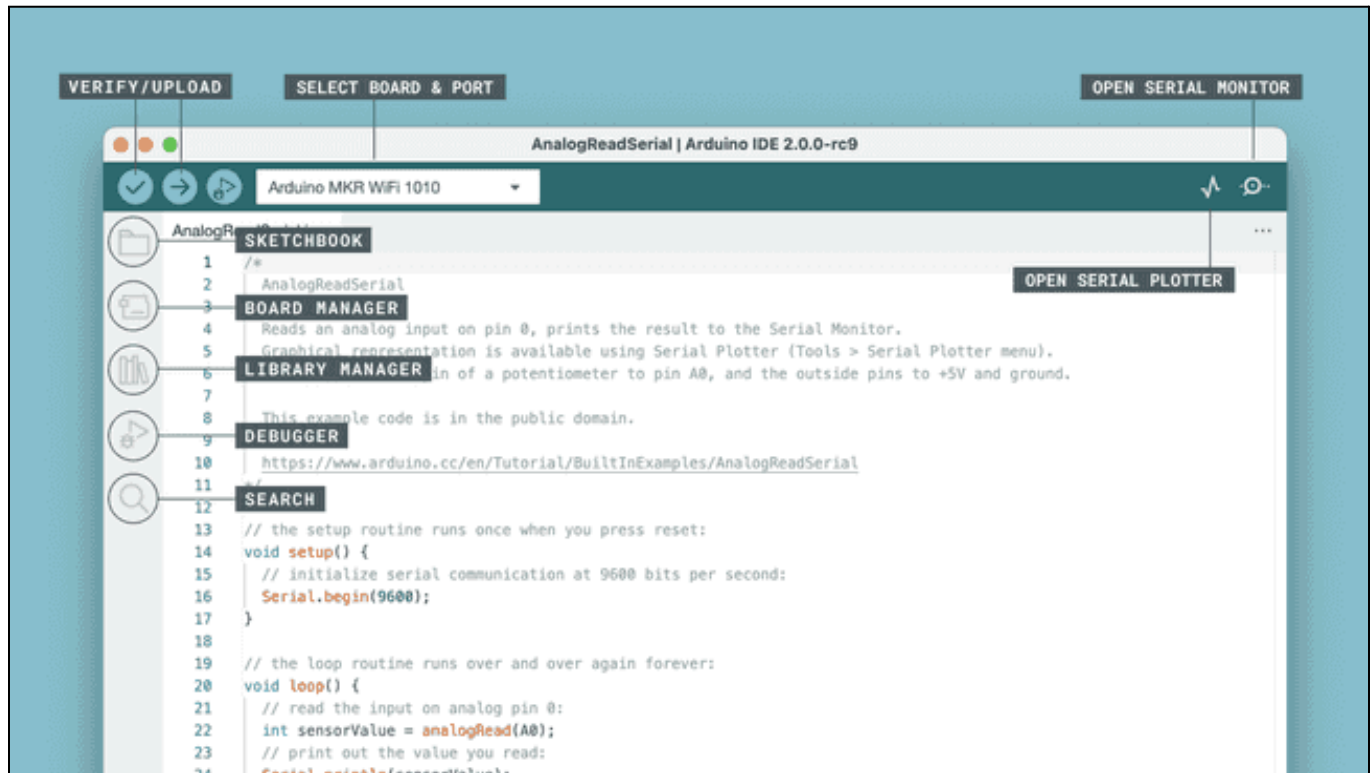 VERIFY/UPLOAD
SELECT BOARD & PORT
OPEN SERIAL MONITOR
AnalogReadSerial | Arduino IDE 2.0.0-rc9
Arduino MKR WiFi 1010
AnalogR
SKETCHBOOK
1 /*
2 AnalogReadSerial
OPEN SERIAL PLOTTER
3
BOARD MANAGER
4 Reads an analog input on pin 0, prints the result to the Serial Monitor.
5 Graphical representation is available using Serial Plotter (Tools > Serial Plotter menu).
LIBRARY MANAGER
6 in of a potentiometer to pin A0, and the outside pins to +5V and ground.
7
8 This example code is in the public domain.
9
DEBUGGER
10 https://www.arduino.cc/en/Tutorial/BuiltInExamples/AnalogReadSerial
11 */
SEARCH
12
13 // the setup routine runs once when you press reset:
14 void setup() {
15 // initialize serial communication at 9600 bits per second:
16 Serial.begin(9600);
17 }
18
19 // the loop routine runs over and over again forever:
20 void loop() {
21 // read the input on analog pin 0:
22 int sensorValue = analogRead(A0);
23 // print out the value you read:
24 Serial.println(sensorValue);